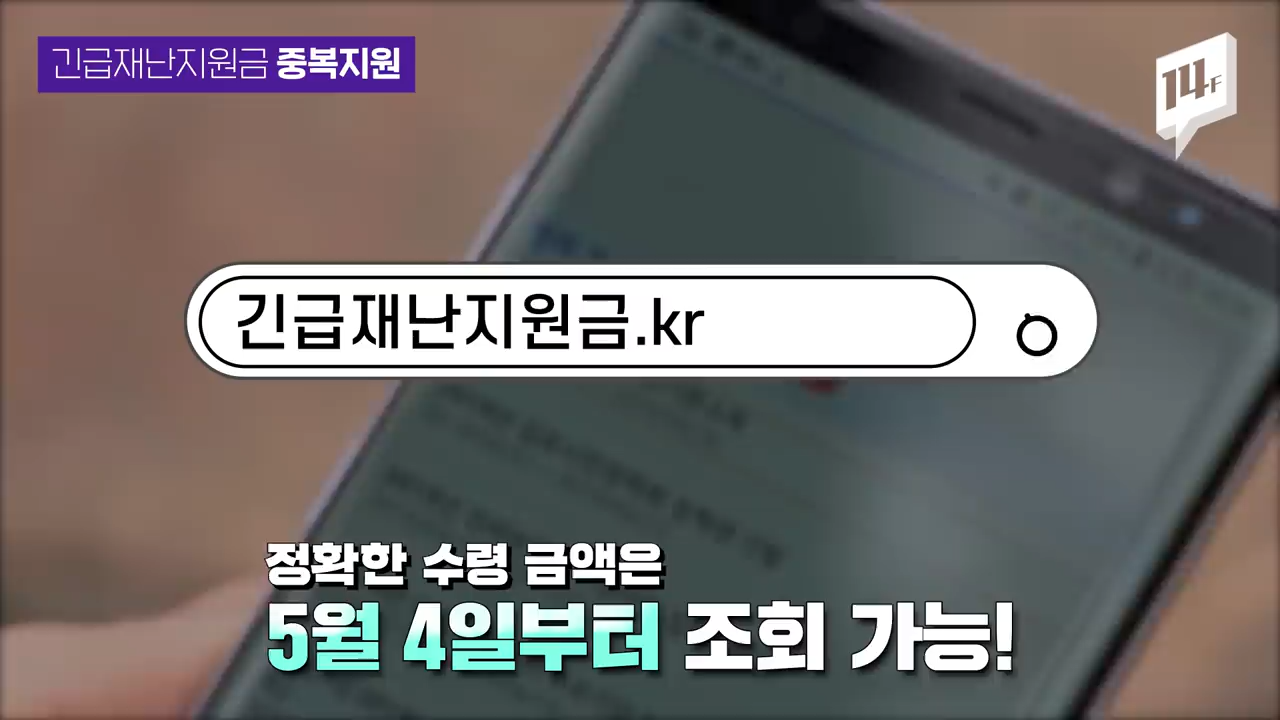 긴급재난지원금 중복지원
14F
긴급재난지원금.kr
정확한 수령 금액은
5월 4일부터 조회 가능!